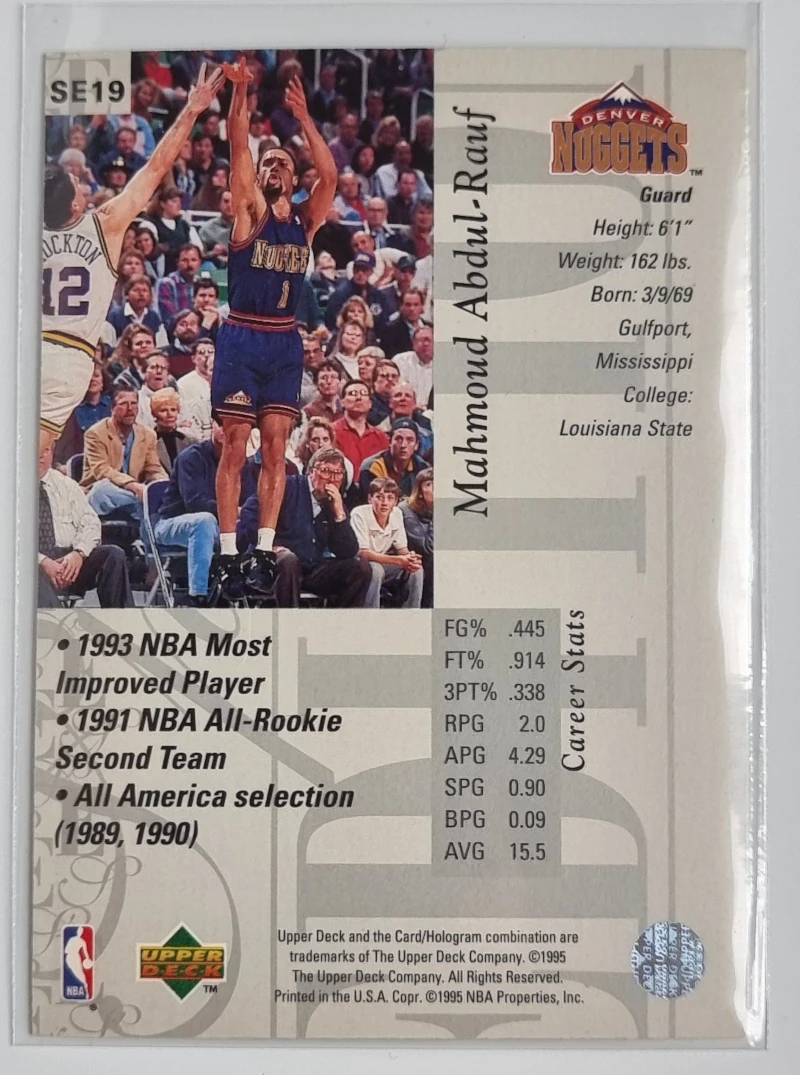 SE19
OCKTON
12
NUGGETS
1
Mahmoud Abdul-Rauf
DENVER
NUGGETS™
Guard
Height: 6'1"
Weight: 162 lbs.
Born: 3/9/69
Gulfport,
Mississippi
College:
Louisiana State
• 1993 NBA Most
Improved Player
• 1991 NBA All-Rookie
Second Team
• All America selection
(1989, 1990)
FG% .445
FT% .914
3PT% .338
RPG 2.0
APG 4.29
SPG 0.90
BPG 0.09
AVG 15.5
Career Stats
NBA
®
UPPER
DECK
™
Upper Deck and the Card/Hologram combination are
trademarks of The Upper Deck Company. ©1995
The Upper Deck Company. All Rights Reserved.
Printed in the U.S.A. Copr. ©1995 NBA Properties, Inc.